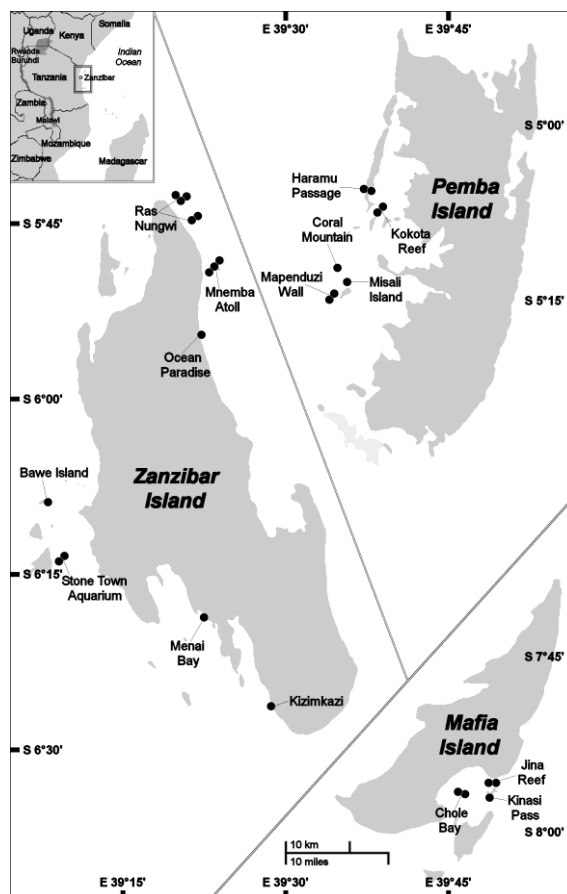 E 39°30'
E 39°45'
Somalia
Uganda
Kenya
Indian
Ocean
Rwanda
Burundi
Tanzania
Zanzibar
Zambia
Malawi
Mozambique
Zimbabwe
Madagascar
S 5°00'
Haramu
Passage
Pemba
Island
Ras
Nungwi
S 5°45'
Coral
Mountain
Kokota
Reef
Mapenduzi
Wall
Misali
Island
Mnemba
Atoll
S 5°15'
Ocean
Paradise
S 6°00'
Bawe Island
Zanzibar
Island
S 6°15'
Stone Town
Aquarium
Menai
Bay
S 7°45'
Kizimkazi
Mafia
Island
S 6°30'
Jina
Reef
Kinasi
Pass
Chole
Bay
S 8°00'
10 km
10 miles
E 39°15'
E 39°30'
E 39°45'